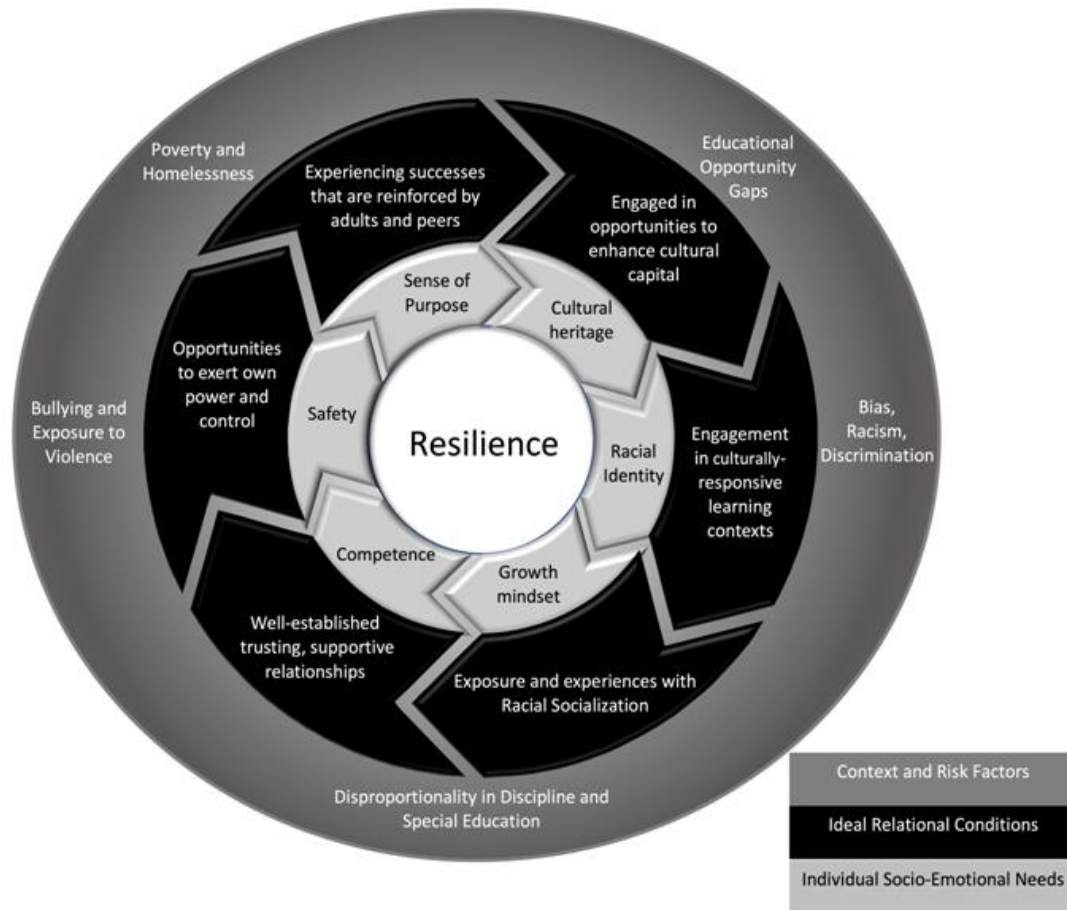 Poverty and
Homelessness
Educational
Opportunity
Gaps
Bias,
Racism,
Discrimination
Disproportionality in Discipline and
Special Education
Bullying and
Exposure to
Violence
Experiencing successes
that are reinforced by
adults and peers
Engaged in
opportunities to
enhance cultural
capital
Engagement
in culturally-
responsive
learning
contexts
Exposure and experiences with
Racial Socialization
Well-established
trusting, supportive
relationships
Opportunities
to exert own
power and
control
Sense of
Purpose
Cultural
heritage
Racial
Identity
Growth
mindset
Competence
Safety
Resilience
Context and Risk Factors
Ideal Relational Conditions
Individual Socio-Emotional Needs